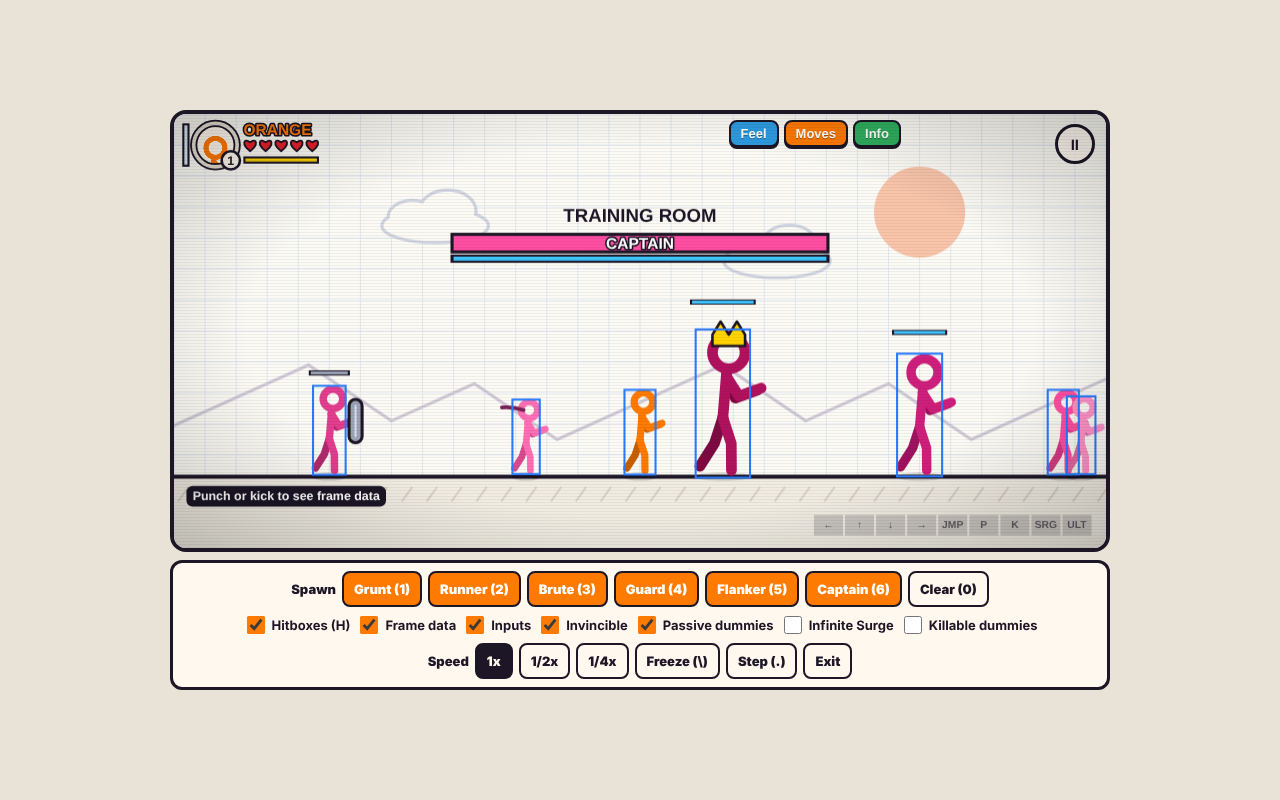 ORANGE
1
Feel Moves Info
TRAINING ROOM
CAPTAIN
Punch or kick to see frame data
← ↑ ↓ → JMP P K SRG ULT
Spawn Grunt (1) Runner (2) Brute (3) Guard (4) Flanker (5) Captain (6) Clear (0)
Hitboxes (H) Frame data Inputs Invincible Passive dummies Infinite Surge Killable dummies
Speed 1x 1/2x 1/4x Freeze (\) Step (.) Exit